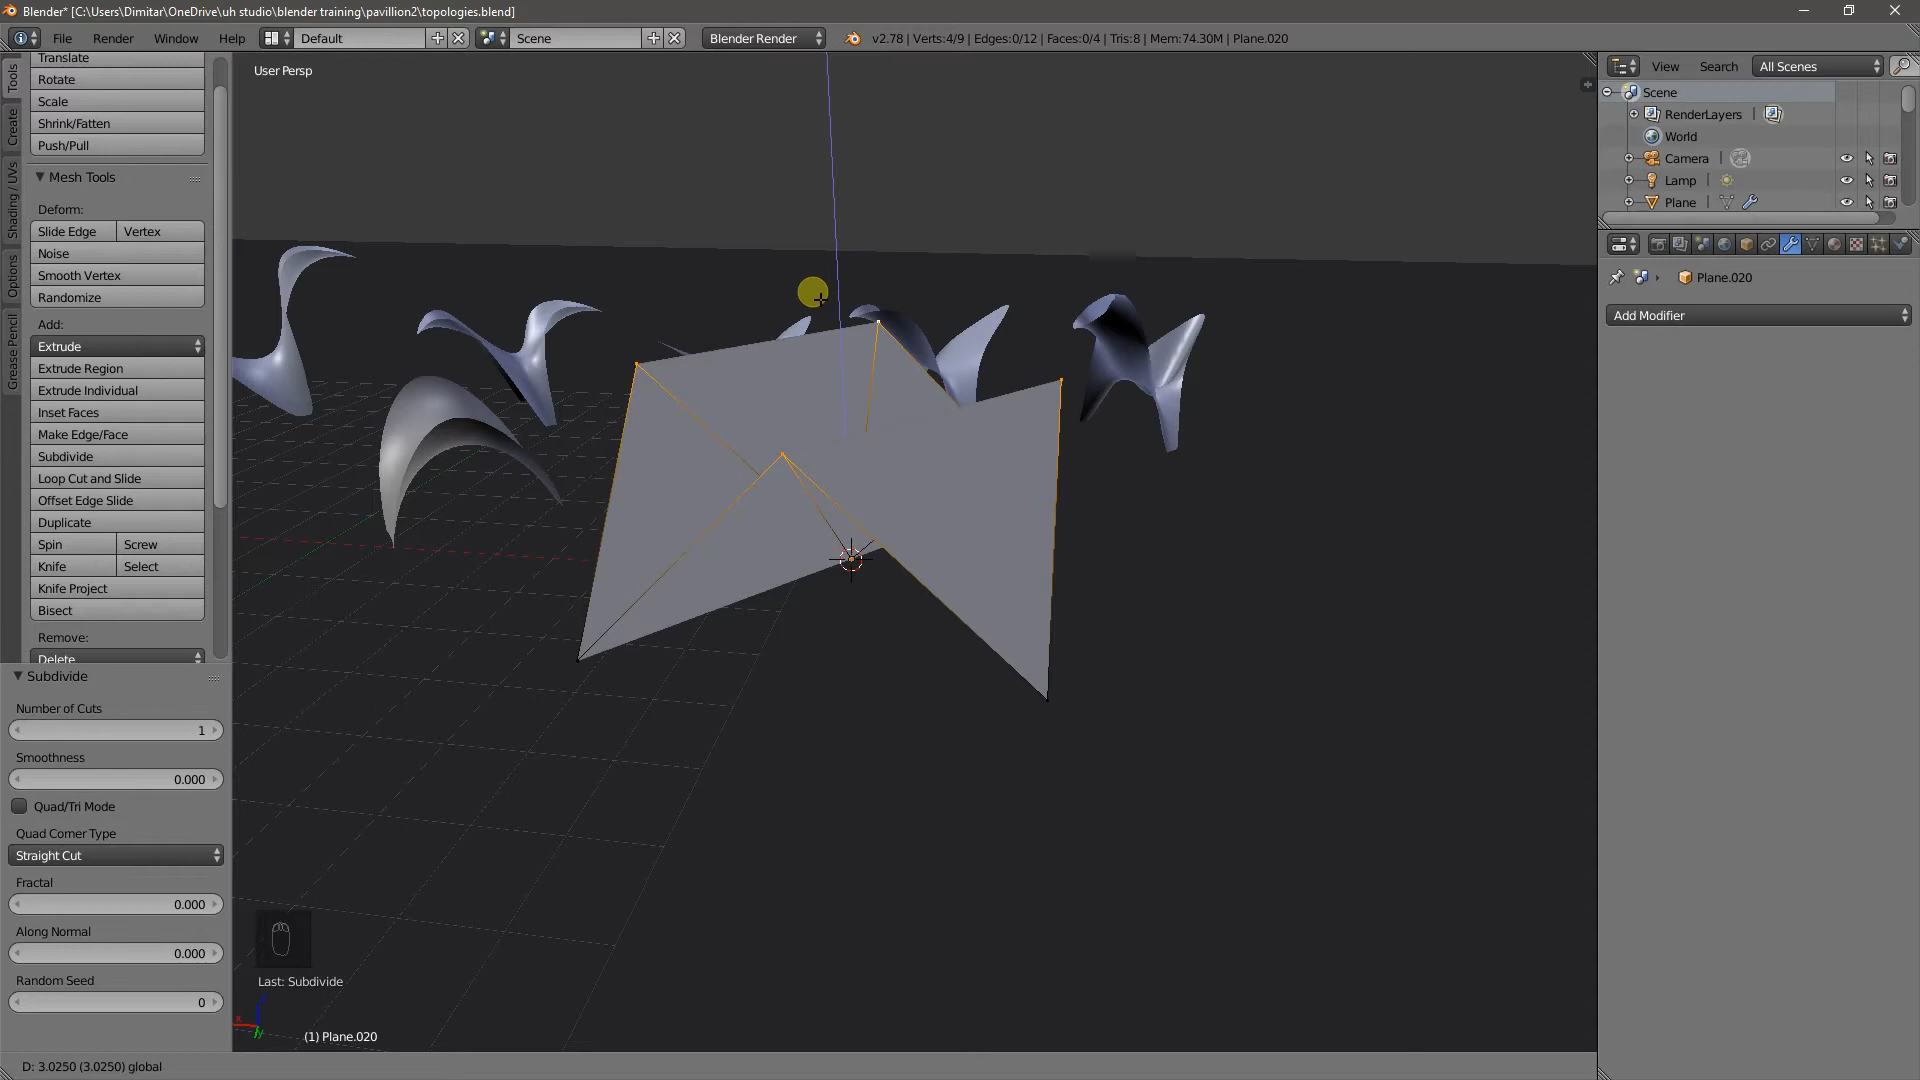 Blender* [C:\Users\Dimitar\OneDrive\uh studio\blender training\pavillion2\topologies.blend]
File Render Window Help Default Scene Blender Render v2.78 | Verts:4/9 | Edges:0/12 | Faces:0/4 | Tris:8 | Mem:74.30M | Plane.020
Tools
Create
Shading / UVs
Options
Grease Pencil
Translate
Rotate
Scale
Shrink/Fatten
Push/Pull
Mesh Tools
Deform:
Slide Edge Vertex
Noise
Smooth Vertex
Randomize
Add:
Extrude
Extrude Region
Extrude Individual
Inset Faces
Make Edge/Face
Subdivide
Loop Cut and Slide
Offset Edge Slide
Duplicate
Spin Screw
Knife Select
Knife Project
Bisect
Remove:
Delete
Subdivide
Number of Cuts
1
Smoothness
0.000
Quad/Tri Mode
Quad Corner Type
Straight Cut
Fractal
0.000
Along Normal
0.000
Random Seed
0
User Persp
Last: Subdivide
x
y
(1) Plane.020
D: 3.0250 (3.0250) global
View Search All Scenes
Scene
RenderLayers |
World
Camera |
Lamp |
Plane |
Plane.020
Add Modifier